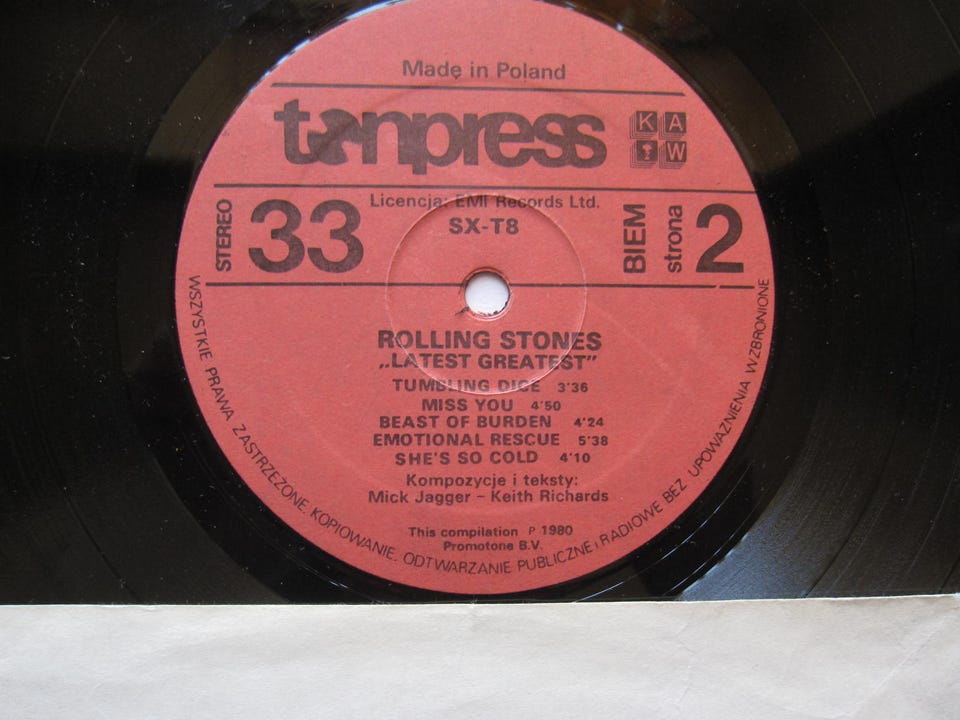 Made in Poland
tonpress
K A
W
Licencja: EMI Records Ltd.
SX-T8
STEREO
33
BIEM
strona
2
ROLLING STONES
„LATEST GREATEST”
TUMBLING DICE 3'36
MISS YOU 4'50
BEAST OF BURDEN 4'24
EMOTIONAL RESCUE 5'38
SHE'S SO COLD 4'10
Kompozycje i teksty:
Mick Jagger – Keith Richards
This compilation P 1980
Promotone B.V.
WSZYSTKIE PRAWA ZASTRZEŻONE. KOPIOWANIE. ODTWARZANIE PUBLICZNE i RADIOWE BEZ UPOWAŻNIENIA WZBRONIONE